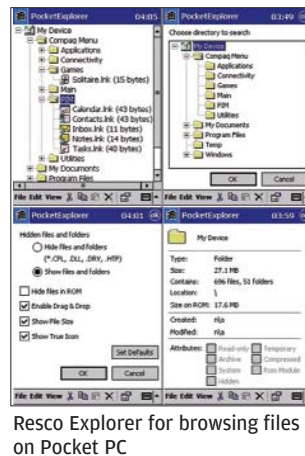 PocketExplorer 04:05
My Device
Compaq Menu
Applications
Connectivity
Games
Solitaire.lnk (15 bytes)
Main
PIM
Calendar.lnk (43 bytes)
Contacts.lnk (43 bytes)
Inbox.lnk (11 bytes)
Notes.lnk (14 bytes)
Tasks.lnk (40 bytes)
Utilities
My Documents
Program Files
File Edit View
PocketExplorer 03:49 ok
Choose directory to search
My Device
Compaq Menu
Applications
Connectivity
Games
Main
PIM
Utilities
My Documents
Program Files
Temp
Windows
OK Cancel
File Edit View
PocketExplorer 04:01 ok
Hidden files and folders
Hide files and folders
(*.CPL, .DLL, .DRV, .HTP)
Show files and folders
Hide files in ROM
Enable Drag & Drop
Show File Size
Show True Icon
Set Defaults
OK Cancel
File Edit View
PocketExplorer 03:59 ok
My Device
Type: Folder
Size: 27.1 MB
Contains: 696 files, 51 folders
Location: \
Size on ROM: 17.6 MB
Created: n\a
Modified: n\a
Attributes: Read-only Temporary
Archive Compressed
System Rom Module
Hidden
File Edit View
Resco Explorer for browsing files
on Pocket PC